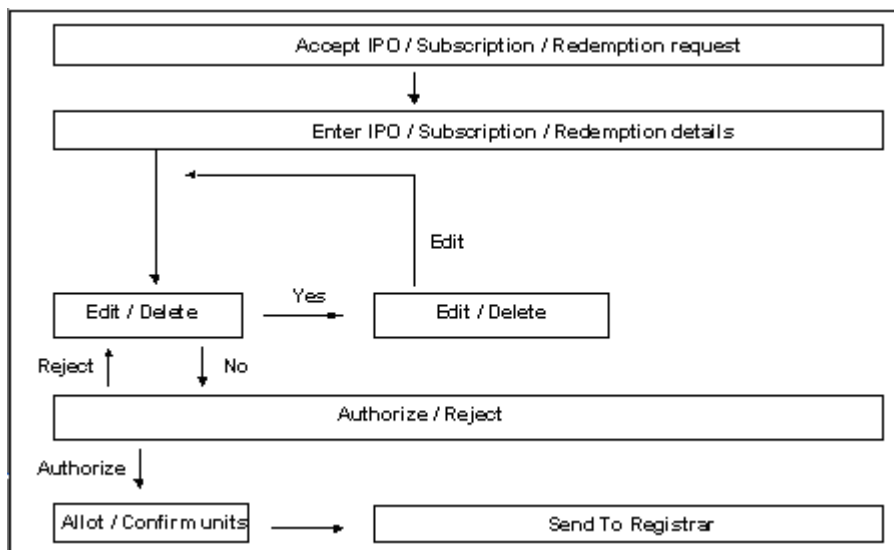 Accept IPO / Subscription / Redemption request
Enter IPO / Subscription / Redemption details
Edit
Yes
Edit / Delete
Edit / Delete
Reject
No
Authorize / Reject
Authorize
Allot / Confirm units
Send To Registrar